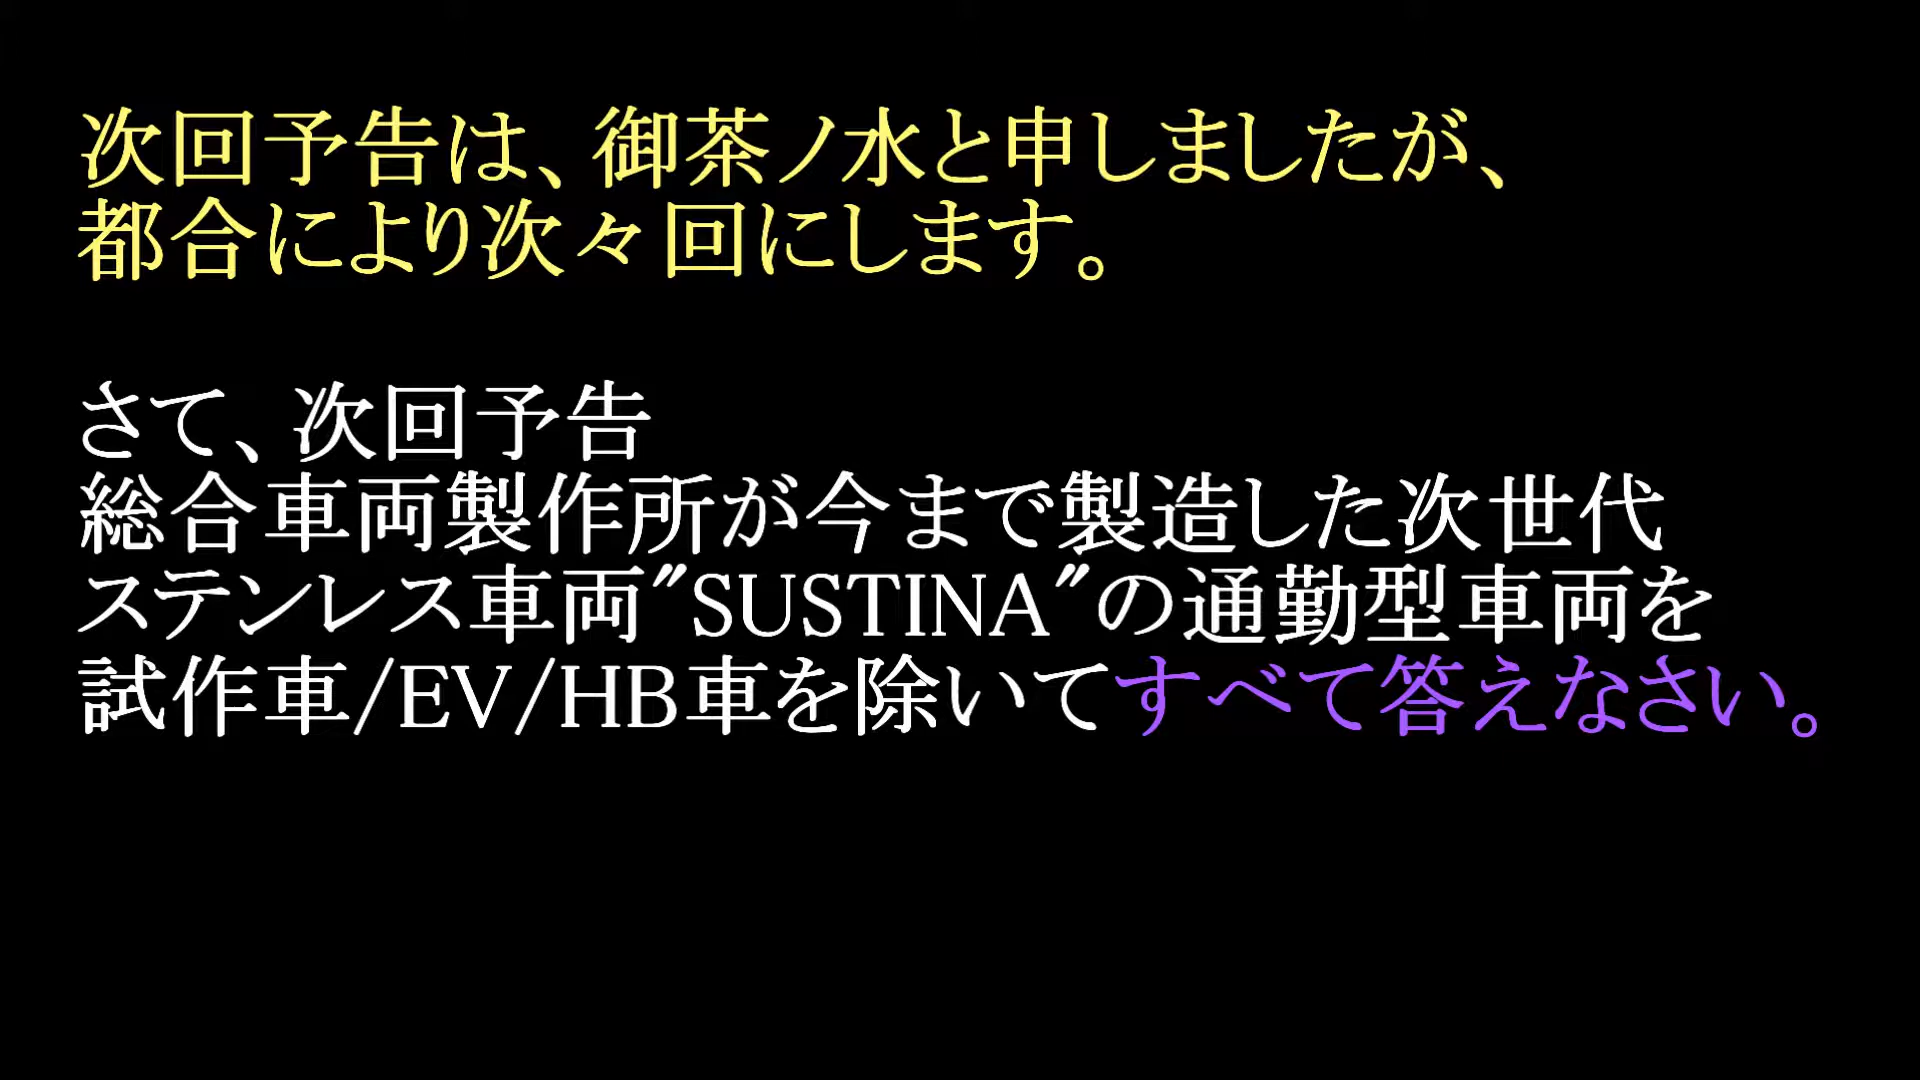 次回予告は、御茶ノ水と申しましたが、
都合により次々回にします。
さて、次回予告
総合車両製作所が今まで製造した次世代
ステンレス車両"SUSTINA"の通勤型車両を
試作車/EV/HB車を除いてすべて答えなさい。